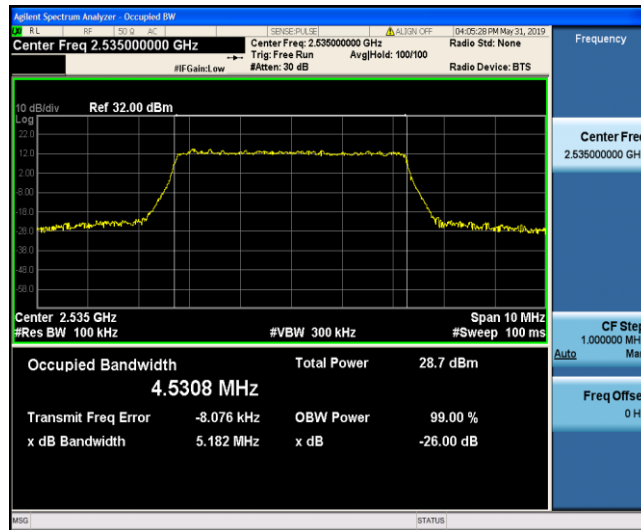 Agilent Spectrum Analyzer - Occupied BW
RL RF 50 Ω AC SENSE:PULSE ALIGN OFF 04:05:28 PM May 31, 2019
Center Freq 2.535000000 GHz
Center Freq: 2.535000000 GHz Radio Std: None
Trig: Free Run Avg|Hold: 100/100
#IFGain:Low #Atten: 30 dB Radio Device: BTS
10 dB/div Ref 32.00 dBm
Log
22.0
12.0
2.00
-8.00
-18.0
-28.0
-38.0
-48.0
-58.0
Center 2.535 GHz Span 10 MHz
#Res BW 100 kHz #VBW 300 kHz #Sweep 100 ms
Occupied Bandwidth Total Power 28.7 dBm
4.5308 MHz
Transmit Freq Error -8.076 kHz OBW Power 99.00 %
x dB Bandwidth 5.182 MHz x dB -26.00 dB
MSG STATUS
Frequency
Center Fre
2.535000000 GH
CF Step
1.000000 MH
Auto Ma
Freq Offse
0 H